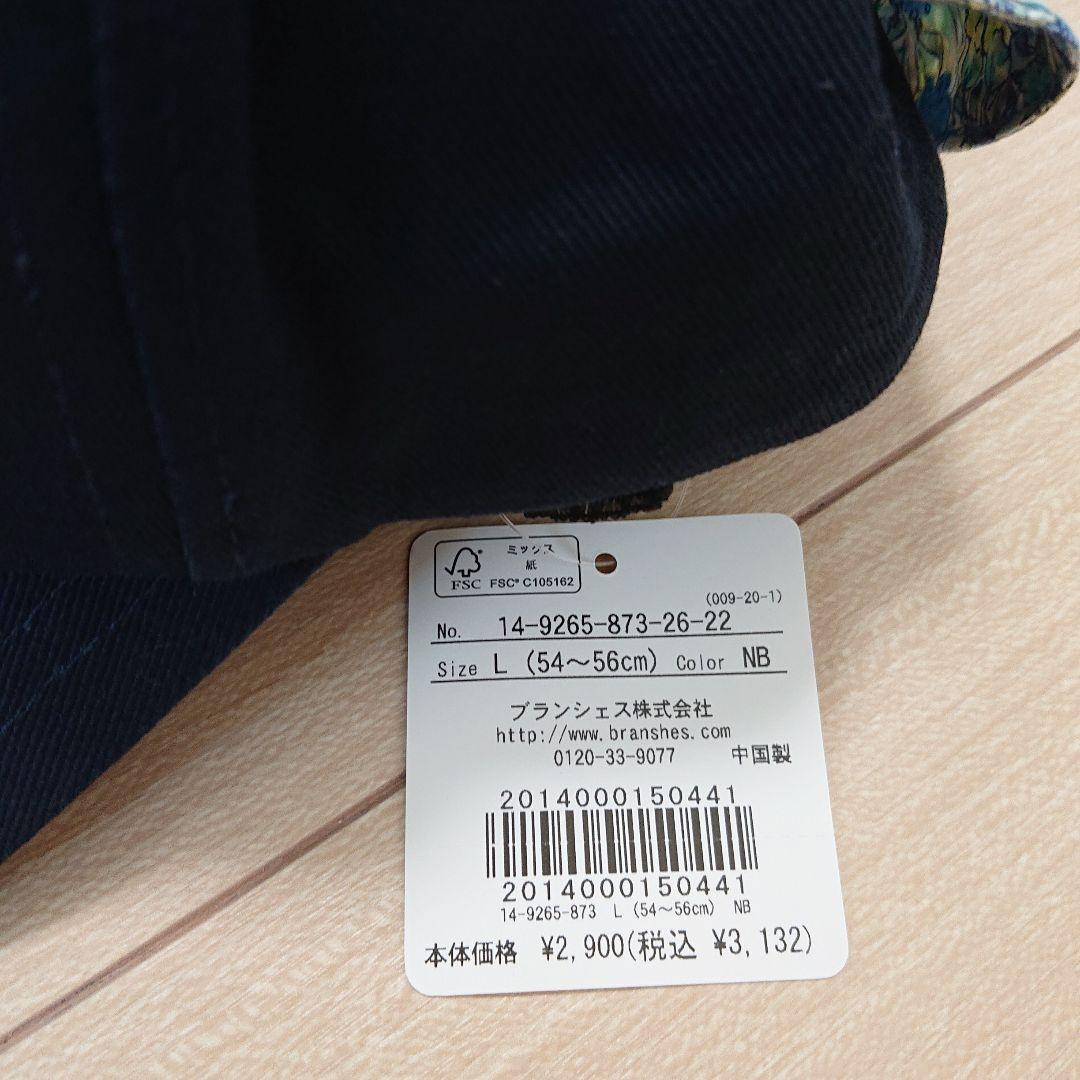 ミックス
紙
FSC
FSC® C105162
(009-20-1)
No. 14-9265-873-26-22
Size L (54～56cm) Color NB
ブランシェス株式会社
http://www.branshes.com
0120-33-9077 中国製
2014000150441
2014000150441
14-9265-873 L (54～56cm) NB
本体価格 ¥2,900(税込 ¥3,132)